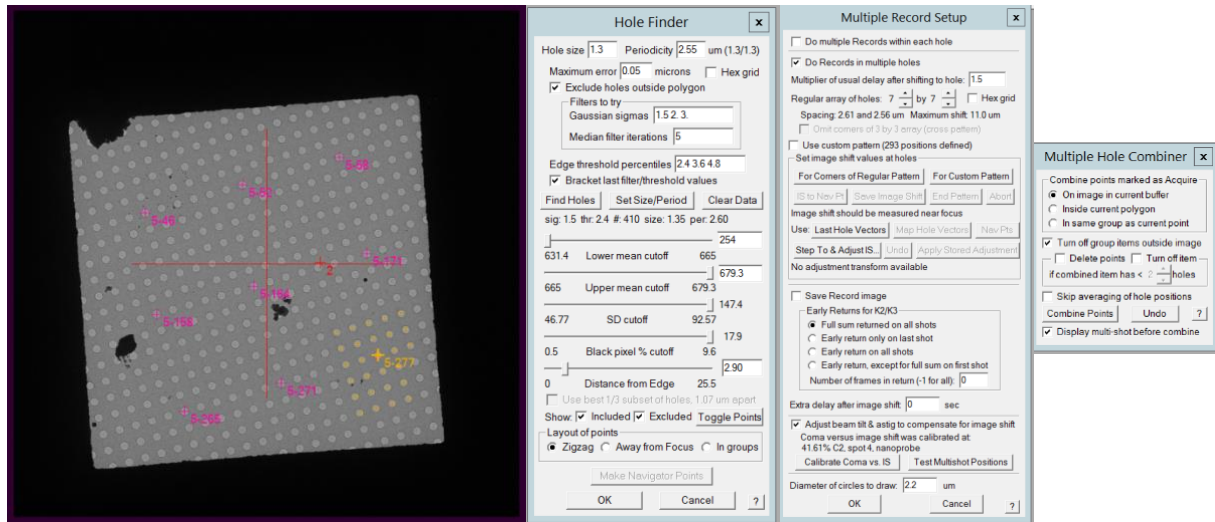 5-58
5-52
5-46
5-171
2
5-164
5-158
5-277
5-271
5-265
Hole Finder
x
Hole size 1.3 Periodicity 2.55 um (1.3/1.3)
Maximum error 0.05 microns Hex grid
Exclude holes outside polygon
Filters to try
Gaussian sigmas 1.5 2. 3.
Median filter iterations 5
Edge threshold percentiles 2.4 3.6 4.8
Bracket last filter/threshold values
Find Holes Set Size/Period Clear Data
sig: 1.5 thr: 2.4 #: 410 size: 1.35 per: 2.60
254
631.4 Lower mean cutoff 665
679.3
665 Upper mean cutoff 679.3
147.4
46.77 SD cutoff 92.57
17.9
0.5 Black pixel % cutoff 9.6
2.90
0 Distance from Edge 25.5
Use best 1/3 subset of holes, 1.07 um apart
Show: Included Excluded Toggle Points
Layout of points
Zigzag Away from Focus In groups
Make Navigator Points
OK Cancel ?
Multiple Record Setup
x
Do multiple Records within each hole
Do Records in multiple holes
Multiplier of usual delay after shifting to hole: 1.5
Regular array of holes: 7 by 7 Hex grid
Spacing: 2.61 and 2.56 um Maximum shift: 11.0 um
Omit corners of 3 by 3 array (cross pattern)
Use custom pattern (293 positions defined)
Set image shift values at holes
For Corners of Regular Pattern For Custom Pattern
IS to Nav Pt Save Image Shift End Pattern Abort
Image shift should be measured near focus
Use: Last Hole Vectors Map Hole Vectors Nav Pts
Step To & Adjust IS... Undo Apply Stored Adjustment
No adjustment transform available
Save Record image
Early Returns for K2/K3
Full sum returned on all shots
Early return only on last shot
Early return on all shots
Early return, except for full sum on first shot
Number of frames in return (-1 for all): 0
Extra delay after image shift: 0 sec
Adjust beam tilt & astig to compensate for image shift
Coma versus image shift was calibrated at:
41.61% C2, spot 4, nanoprobe
Calibrate Coma vs. IS Test Multishot Positions
Diameter of circles to draw: 2.2 um
OK Cancel ?
Multiple Hole Combiner x
Combine points marked as Acquire
On image in current buffer
Inside current polygon
In same group as current point
Turn off group items outside image
Delete points Turn off item
if combined item has < 2 holes
Skip averaging of hole positions
Combine Points Undo ?
Display multi-shot before combine